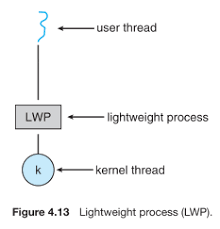 user thread
LWP
lightweight process
k
kernel thread
Figure 4.13 Lightweight process (LWP).